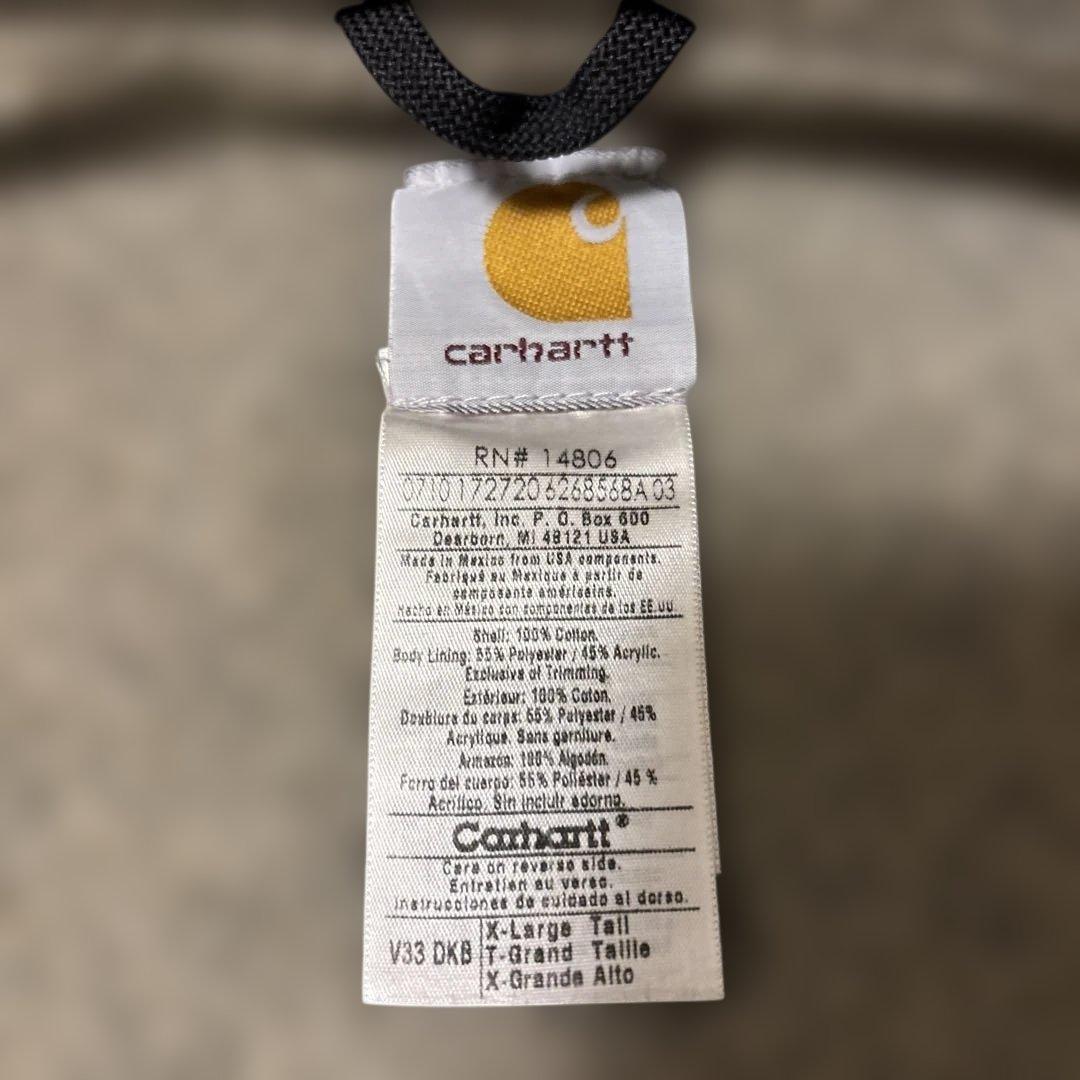 carhartt
RN# 14806
0710172720 6268568A 03
Carhartt, Inc. P. O. Box 600
Dearborn, MI 48121 USA
Made in Mexico from USA components.
Fabriqué au Mexique à partir de
composants américains.
Hecho en México con componentes de los EE.UU.
Shell: 100% Cotton.
Body Lining: 55% Polyester / 45% Acrylic.
Exclusive of Trimming.
Extérieur: 100% Coton.
Doublure du corps: 55% Polyester / 45%
Acrylique. Sans garniture.
Armazon: 100% Algodón.
Forro del cuerpo: 55% Poliéster / 45 %
Acrílico. Sin incluir adorno.
Carhartt®
Care on reverse side.
Entretien au verso.
Instrucciones de cuidado al dorso.
V33 DKB
X-Large Tall
T-Grand Taille
X-Grande Alto